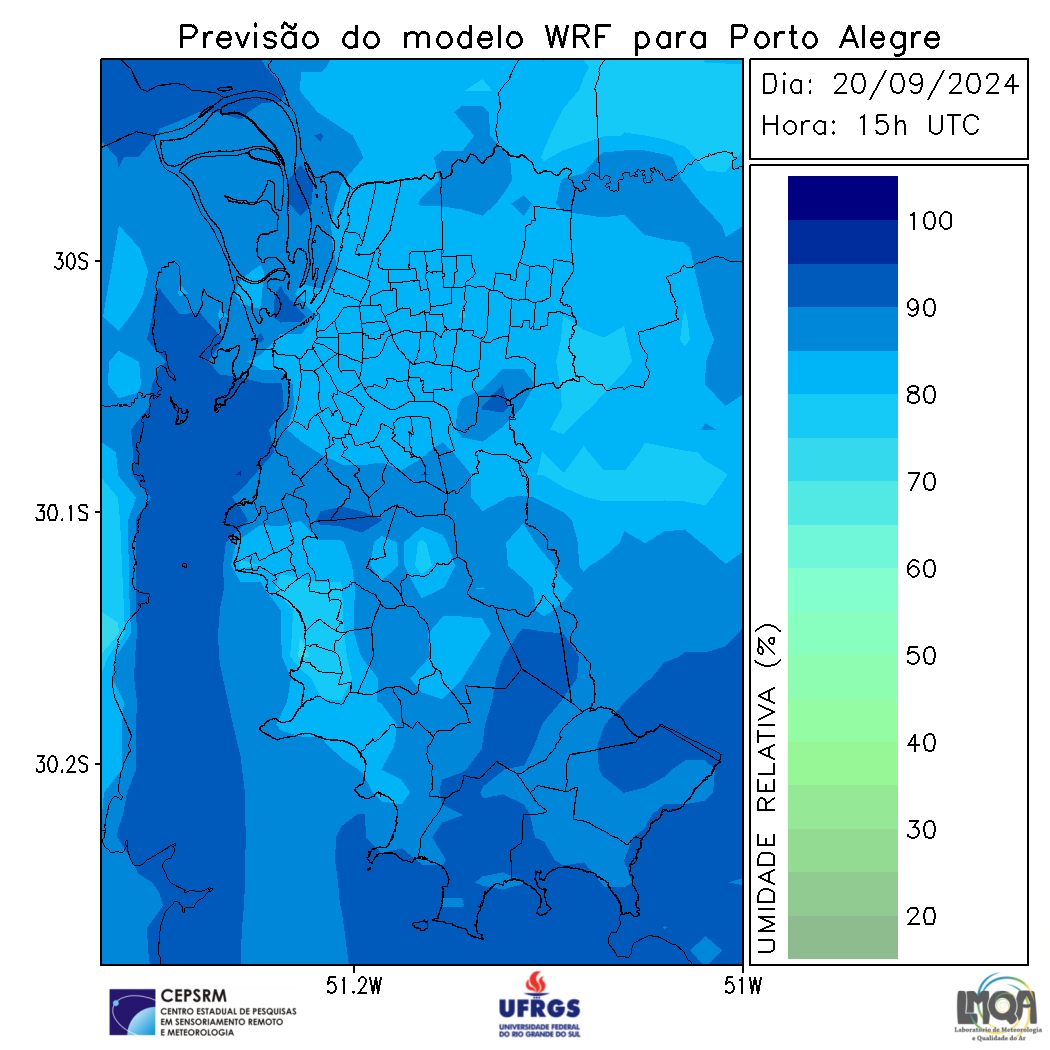 Previsão do modelo WRF para Porto Alegre
Dia: 20/09/2024
Hora: 15h UTC
30S
30.1S
30.2S
51.2W
51W
UMIDADE RELATIVA (%)
100
90
80
70
60
50
40
30
20
CEPSRM
CENTRO ESTADUAL DE PESQUISAS
EM SENSORIAMENTO REMOTO
E METEOROLOGIA
UFRGS
UNIVERSIDADE FEDERAL
DO RIO GRANDE DO SUL
LMQA
Laboratório de Meteorologia
e Qualidade do Ar